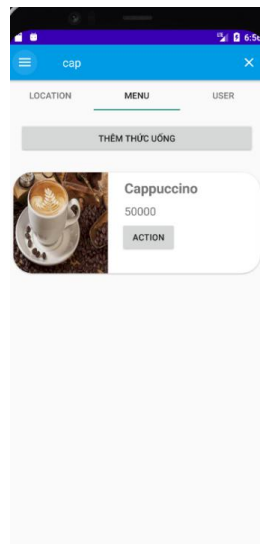 cap
LOCATION MENU USER
THÊM THỨC UỐNG
Cappuccino
50000
ACTION